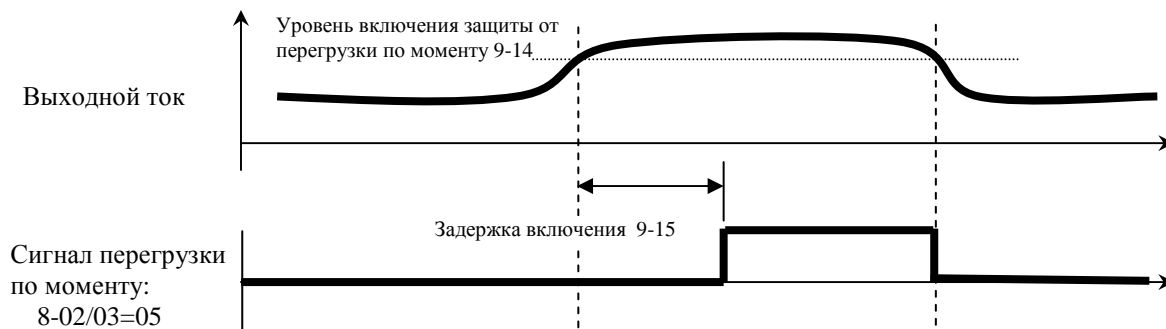 Уровень включения защиты от
перегрузки по моменту 9-14
Выходной ток
Задержка включения 9-15
Сигнал перегрузки
по моменту:
8-02/03=05